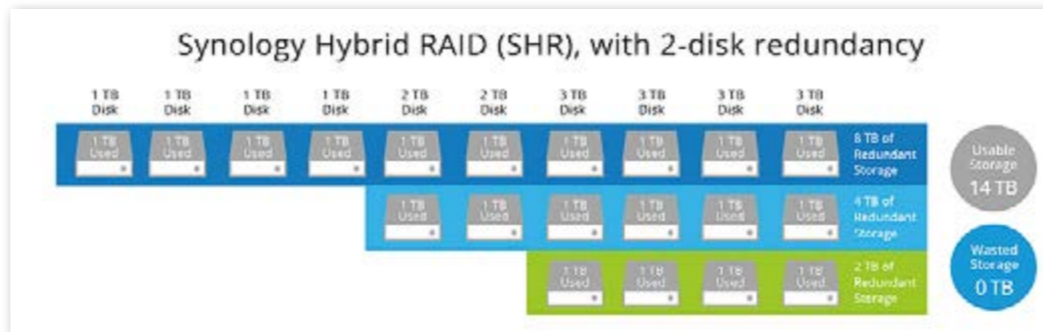 Synology Hybrid RAID (SHR), with 2-disk redundancy
1 TB
Disk
1 TB
Disk
1 TB
Disk
1 TB
Disk
2 TB
Disk
2 TB
Disk
3 TB
Disk
3 TB
Disk
3 TB
Disk
3 TB
Disk
1 TB
Used
1 TB
Used
1 TB
Used
1 TB
Used
1 TB
Used
1 TB
Used
1 TB
Used
1 TB
Used
1 TB
Used
1 TB
Used
8 TB of
Redundant
Storage
1 TB
Used
1 TB
Used
1 TB
Used
1 TB
Used
1 TB
Used
1 TB
Used
4 TB of
Redundant
Storage
1 TB
Used
1 TB
Used
1 TB
Used
1 TB
Used
2 TB of
Redundant
Storage
Usable
Storage
14 TB
Wasted
Storage
0 TB